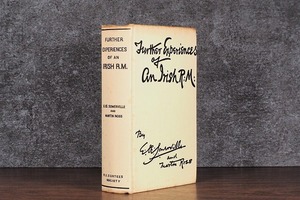 FURTHER
EXPERIENCES
OF AN
IRISH R.M.
E. Œ. SOMERVILLE
AND
MARTIN ROSS
Further Experiences
of
An Irish R.M.
By
E. Œ. Somerville
and
Martin Ross